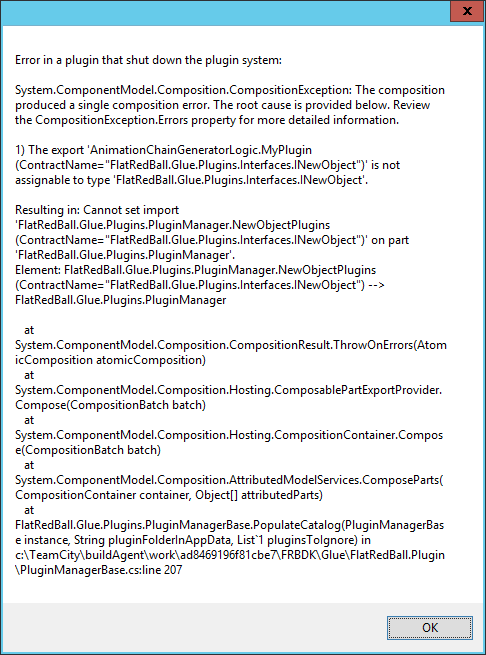 X
Error in a plugin that shut down the plugin system:
System.ComponentModel.Composition.CompositionException: The composition
produced a single composition error. The root cause is provided below. Review
the CompositionException.Errors property for more detailed information.
1) The export 'AnimationChainGeneratorLogic.MyPlugin
(ContractName="FlatRedBall.Glue.Plugins.Interfaces.INewObject")' is not
assignable to type 'FlatRedBall.Glue.Plugins.Interfaces.INewObject'.
Resulting in: Cannot set import
'FlatRedBall.Glue.Plugins.PluginManager.NewObjectPlugins
(ContractName="FlatRedBall.Glue.Plugins.Interfaces.INewObject")' on part
'FlatRedBall.Glue.Plugins.PluginManager'.
Element: FlatRedBall.Glue.Plugins.PluginManager.NewObjectPlugins
(ContractName="FlatRedBall.Glue.Plugins.Interfaces.INewObject") -->
FlatRedBall.Glue.Plugins.PluginManager
at
System.ComponentModel.Composition.CompositionResult.ThrowOnErrors(Atom
icComposition atomicComposition)
at
System.ComponentModel.Composition.Hosting.ComposablePartExportProvider.
Compose(CompositionBatch batch)
at
System.ComponentModel.Composition.Hosting.CompositionContainer.Compos
e(CompositionBatch batch)
at
System.ComponentModel.Composition.AttributedModelServices.ComposeParts(
CompositionContainer container, Object[] attributedParts)
at
FlatRedBall.Glue.Plugins.PluginManagerBase.PopulateCatalog(PluginManagerBa
se instance, String pluginFolderInAppData, List`1 pluginsToIgnore) in
c:\TeamCity\buildAgent\work\ad8469196f81cbe7\FRBDK\Glue\FlatRedBall.Plugin
\PluginManagerBase.cs:line 207
OK